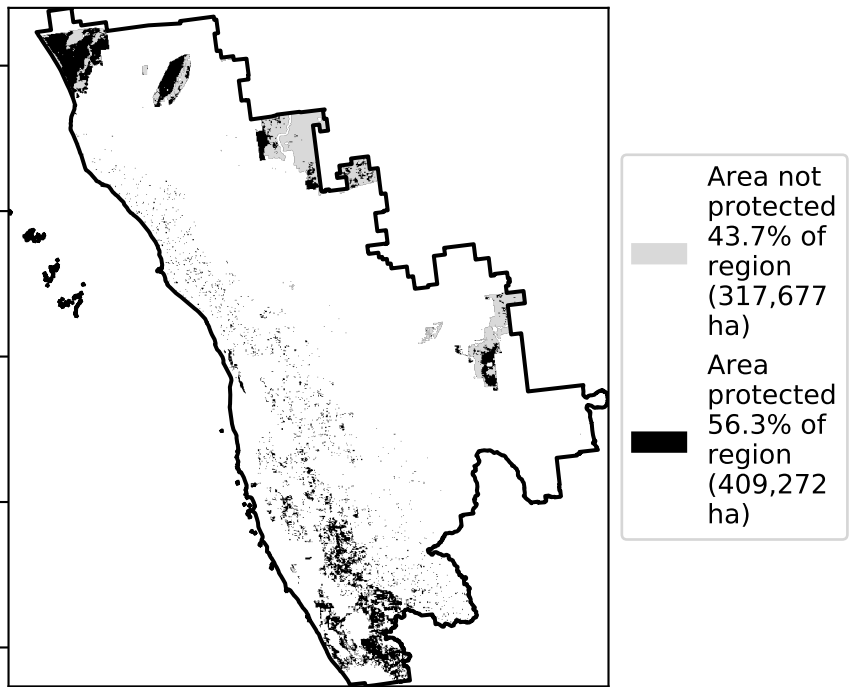 Area not
protected
43.7% of
region
(317,677
ha)
Area
protected
56.3% of
region
(409,272
ha)